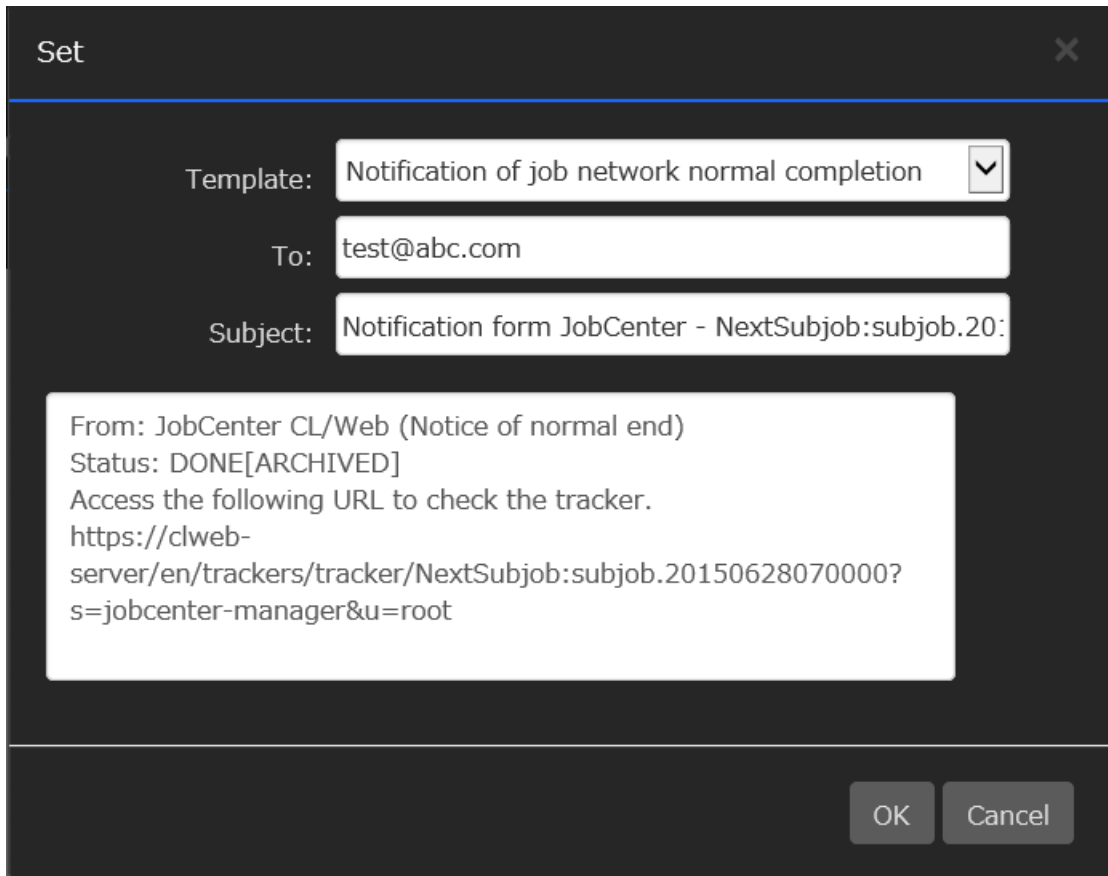 Set
Template: Notification of job network normal completion
To: test@abc.com
Subject: Notification form JobCenter - NextSubjob:subjob.201
From: JobCenter CL/Web (Notice of normal end)
Status: DONE[ARCHIVED]
Access the following URL to check the tracker.
https://clweb-
server/en/trackers/tracker/NextSubjob:subjob.20150628070000?
s=jobcenter-manager&u=root
OK Cancel